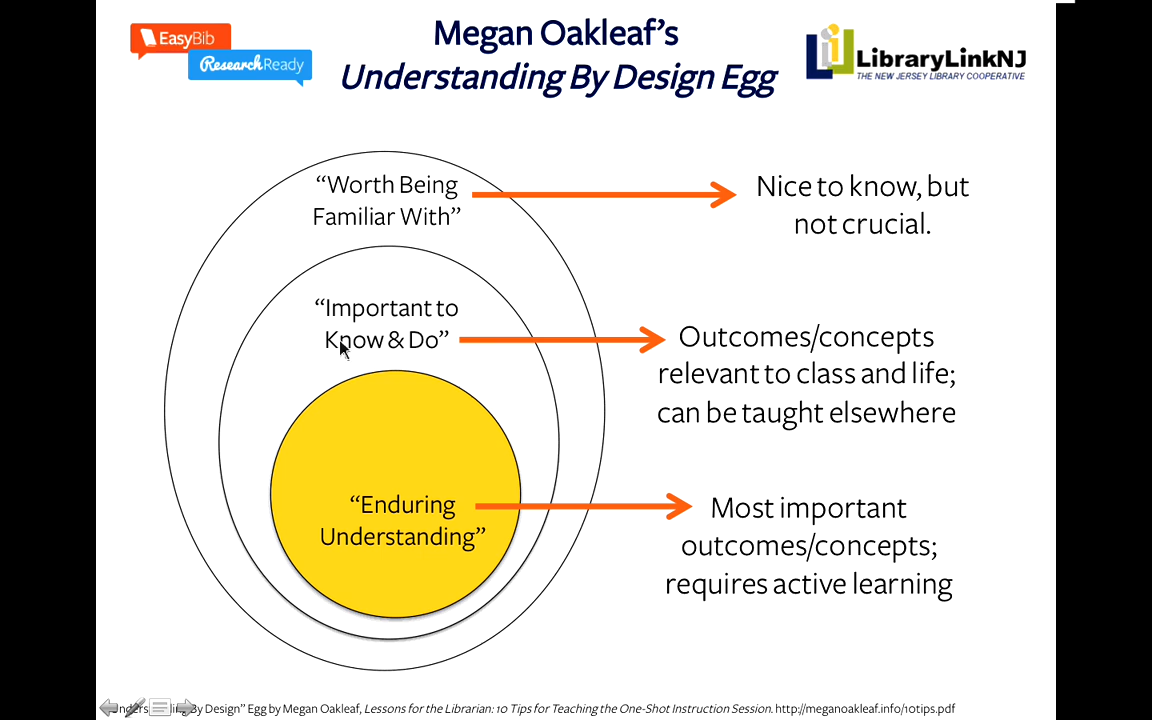 EasyBib
ResearchReady
Megan Oakleaf's
Understanding By Design Egg
LibraryLinkNJ
THE NEW JERSEY LIBRARY COOPERATIVE
“Worth Being
Familiar With”
Nice to know, but
not crucial.
“Important to
Know & Do”
Outcomes/concepts
relevant to class and life;
can be taught elsewhere
“Enduring
Understanding”
Most important
outcomes/concepts;
requires active learning
By Design” Egg by Megan Oakleaf, Lessons for the Librarian: 10 Tips for Teaching the One-Shot Instruction Session. http://meganoakleaf.info/10tips.pdf